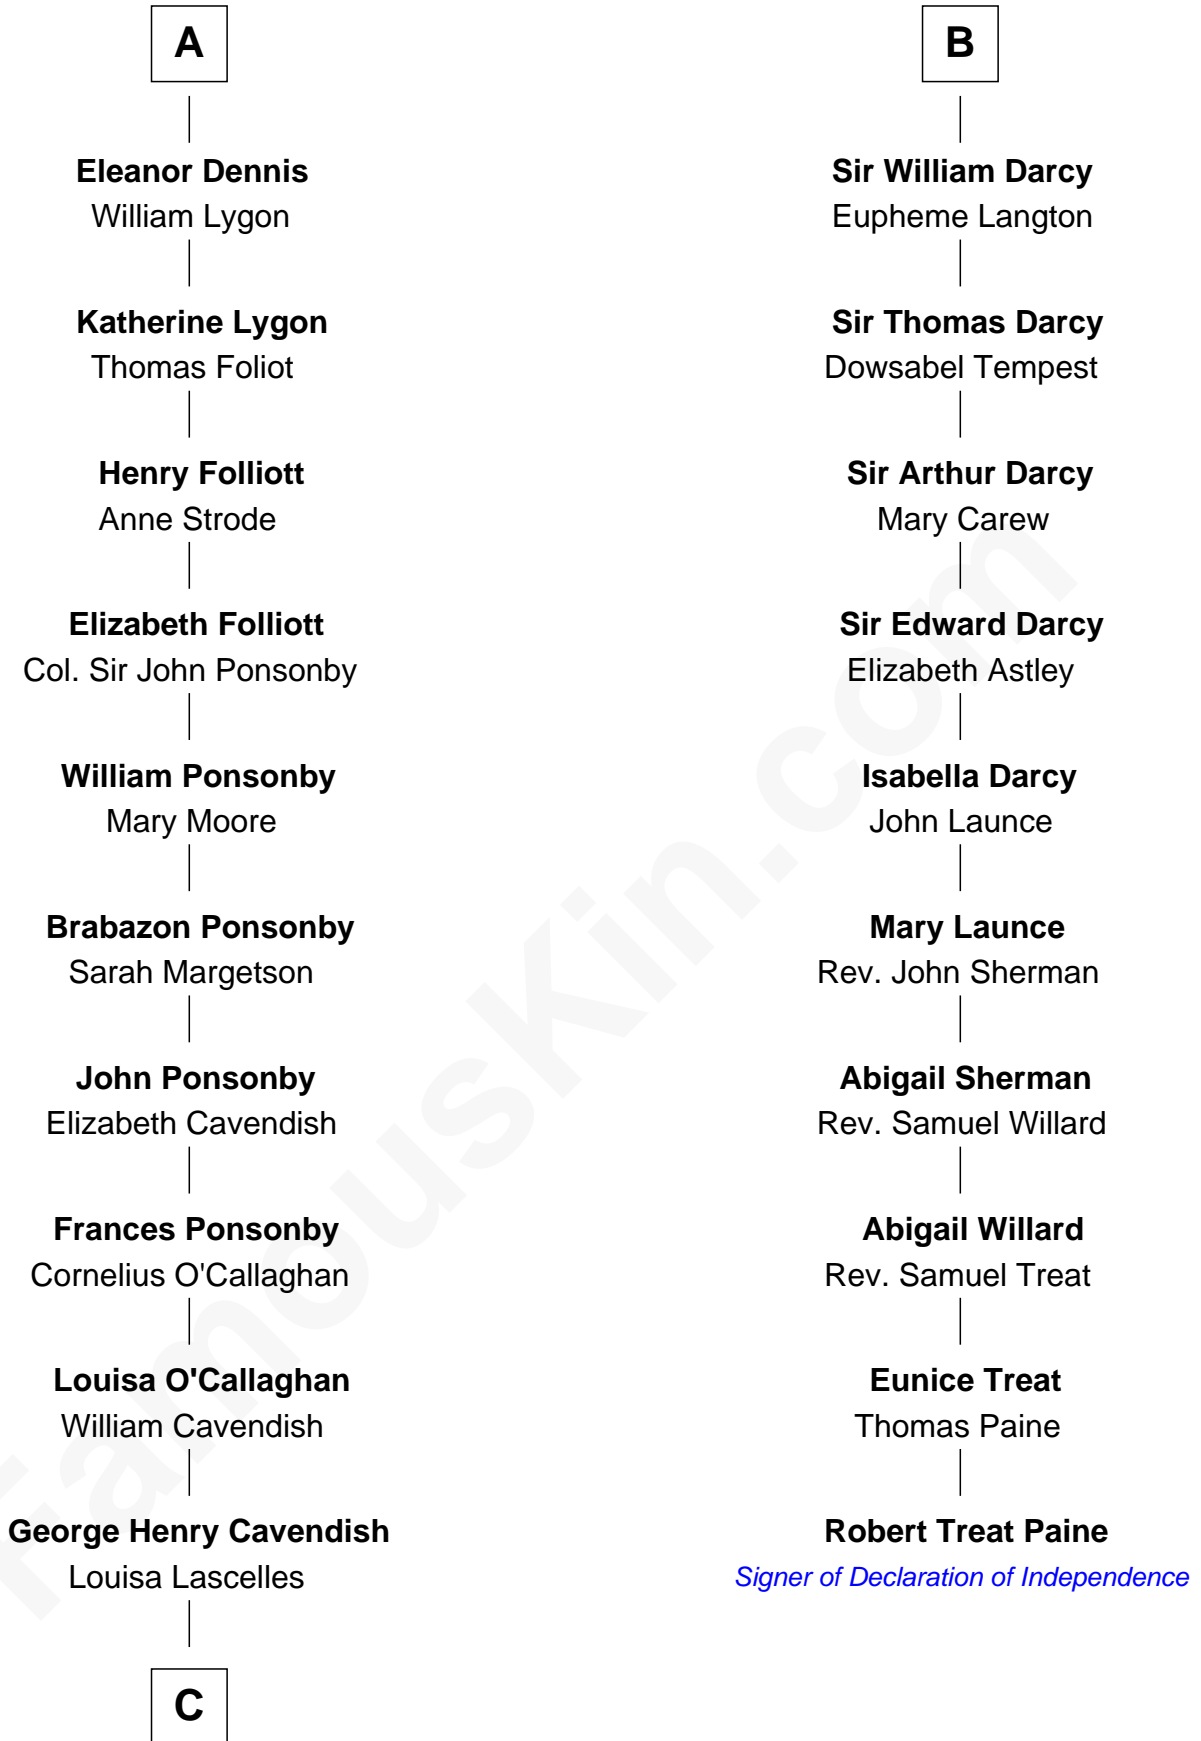 A
Eleanor Dennis
William Lygon
Katherine Lygon
Thomas Foliot
Henry Folliott
Anne Strode
Elizabeth Folliott
Col. Sir John Ponsonby
William Ponsonby
Mary Moore
Brabazon Ponsonby
Sarah Margetson
John Ponsonby
Elizabeth Cavendish
Frances Ponsonby
Cornelius O'Callaghan
Louisa O'Callaghan
William Cavendish
George Henry Cavendish
Louisa Lascelles
C
B
Sir William Darcy
Eupheme Langton
Sir Thomas Darcy
Dowsabel Tempest
Sir Arthur Darcy
Mary Carew
Sir Edward Darcy
Elizabeth Astley
Isabella Darcy
John Launce
Mary Launce
Rev. John Sherman
Abigail Sherman
Rev. Samuel Willard
Abigail Willard
Rev. Samuel Treat
Eunice Treat
Thomas Paine
Robert Treat Paine
Signer of Declaration of Independence
FamousKin.com